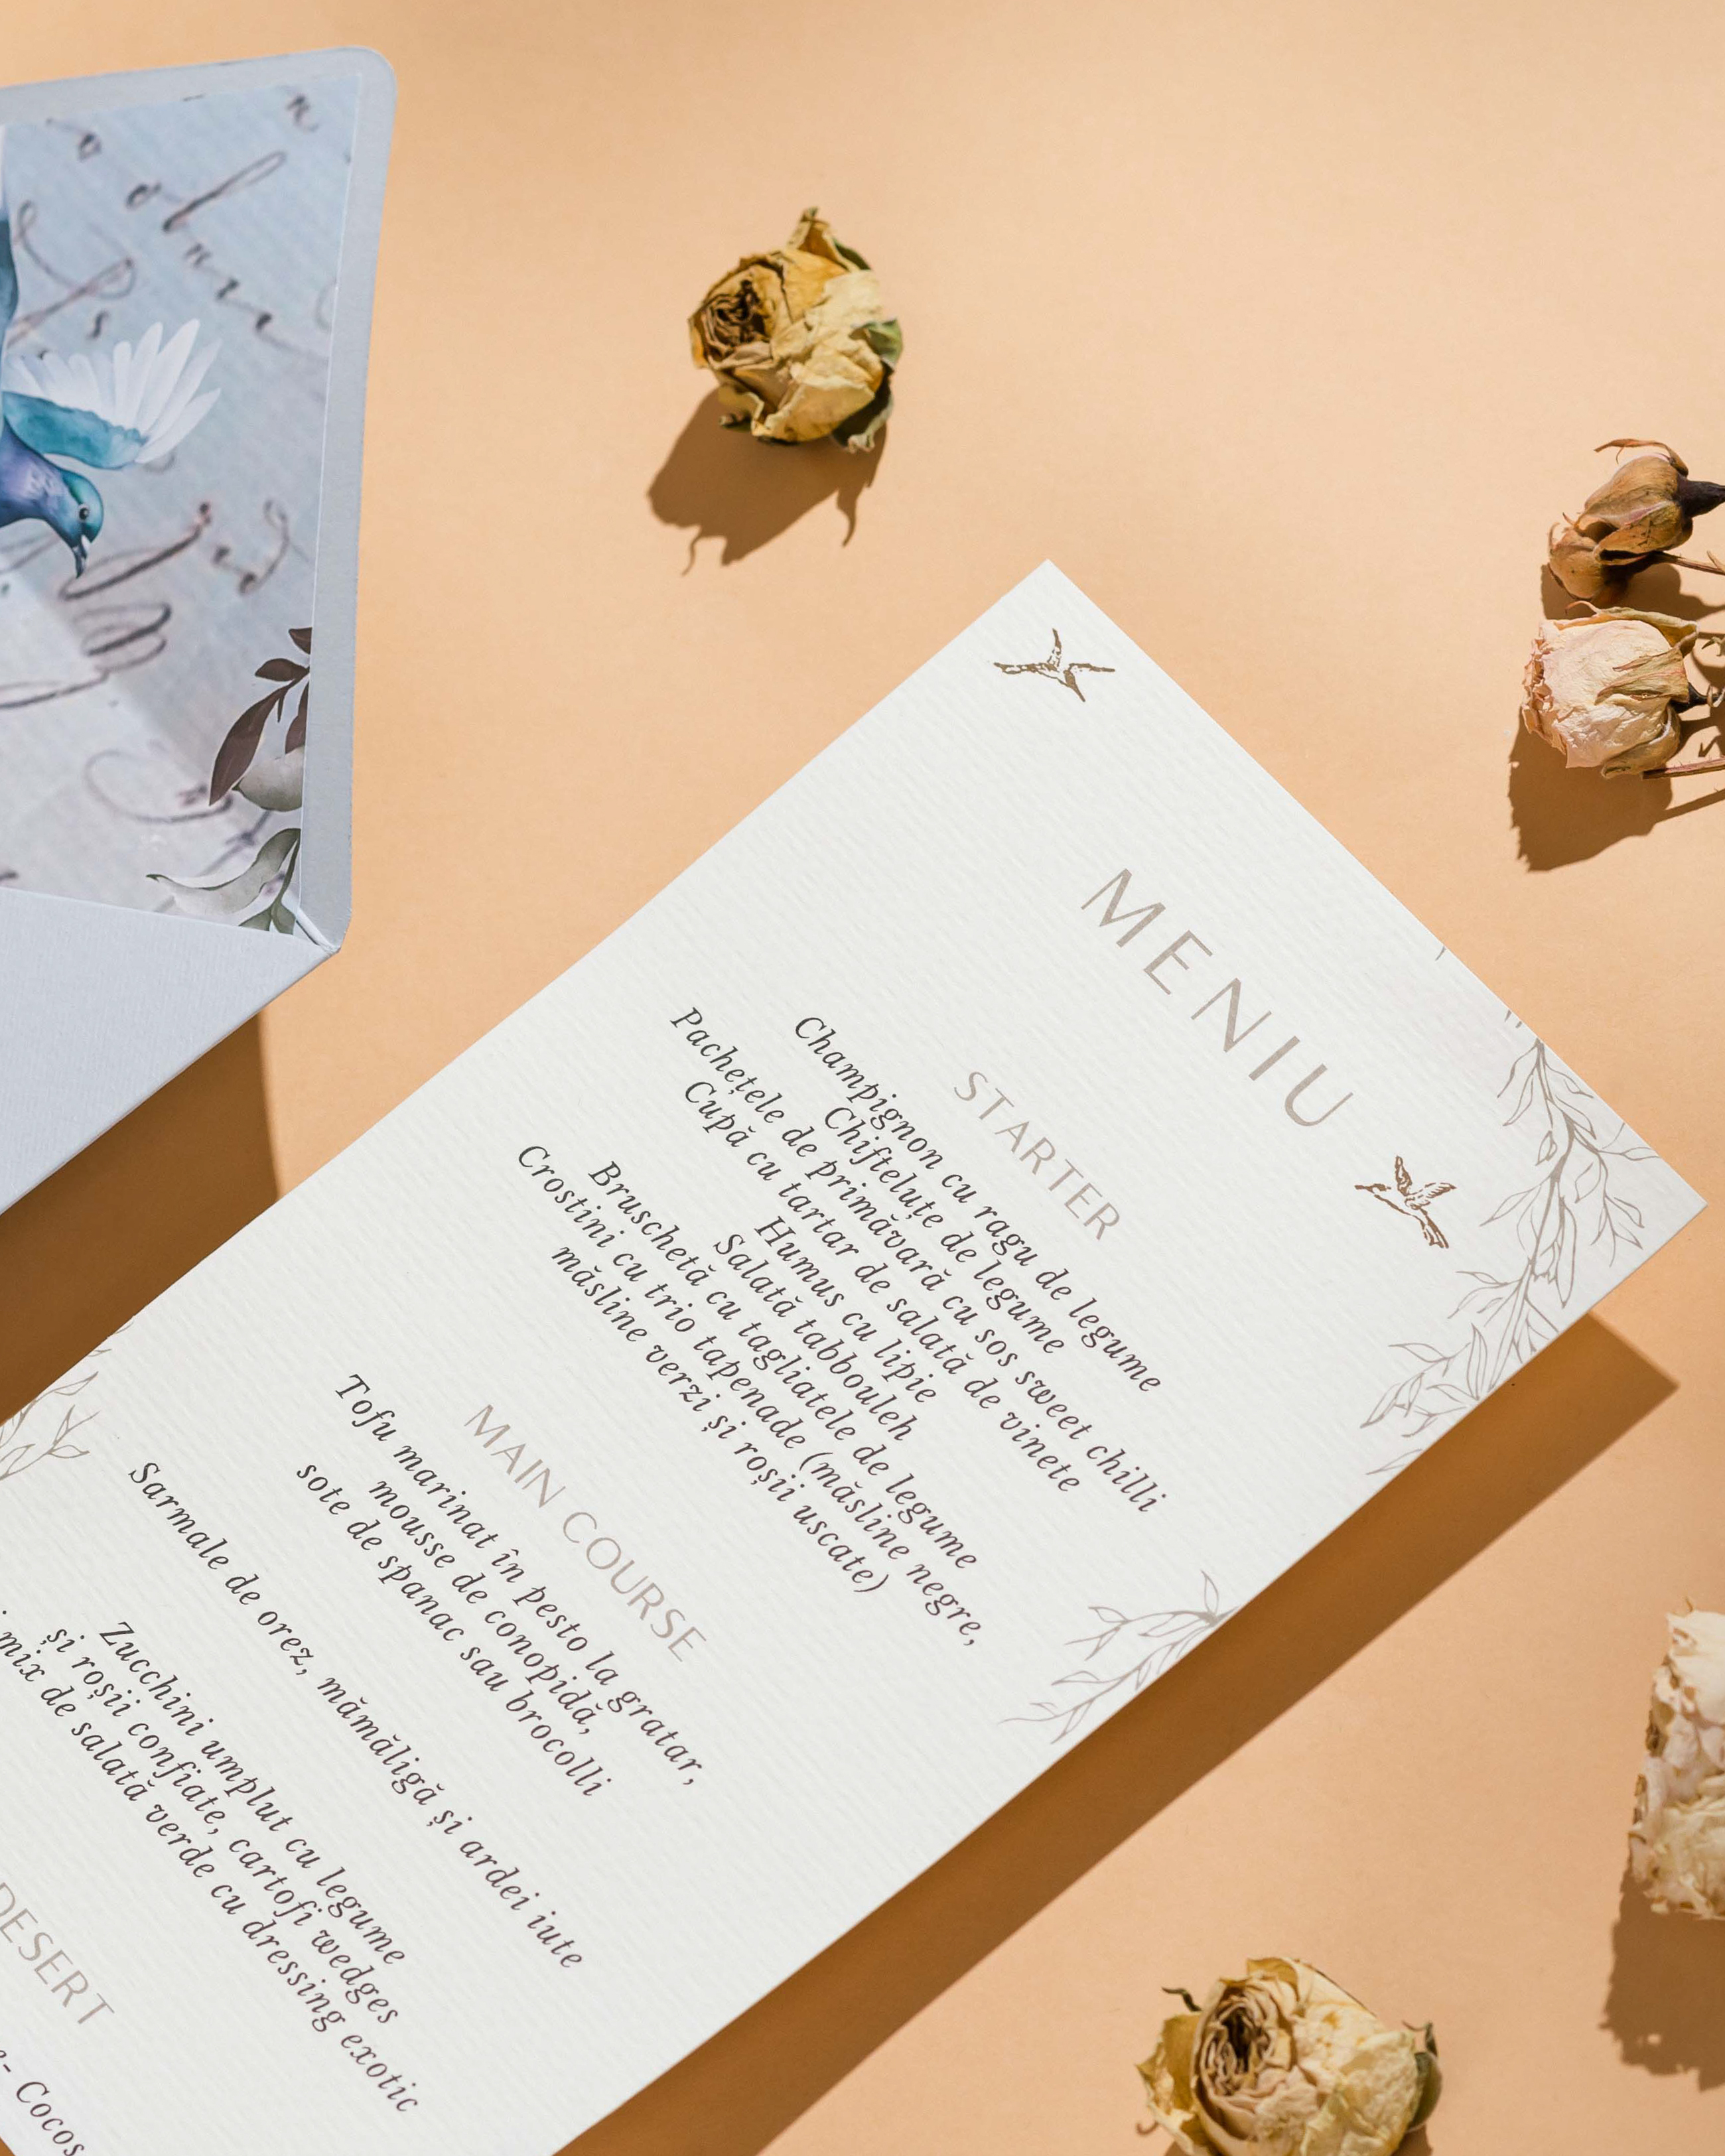 MENIU
STARTER
Champignon cu ragu de legume
Chifteluțe de legume
Pachețele de primăvară cu sos sweet chilli
Cupă cu tartar de salată de vinete
Humus cu lipie
Salată tabbouleh
Bruschetă cu tagliatele de legume
Crostini cu trio tapenade (măsline negre,
măsline verzi și roșii uscate)
MAIN COURSE
Tofu marinat în pesto la gratar,
mousse de conopidă,
sote de spanac sau brocolli
Sarmale de orez, mămăligă și ardei iute
Zucchini umplut cu legume
și roșii confiate, cartofi wedges
mix de salată verde cu dressing exotic
DESERT
- Cocos